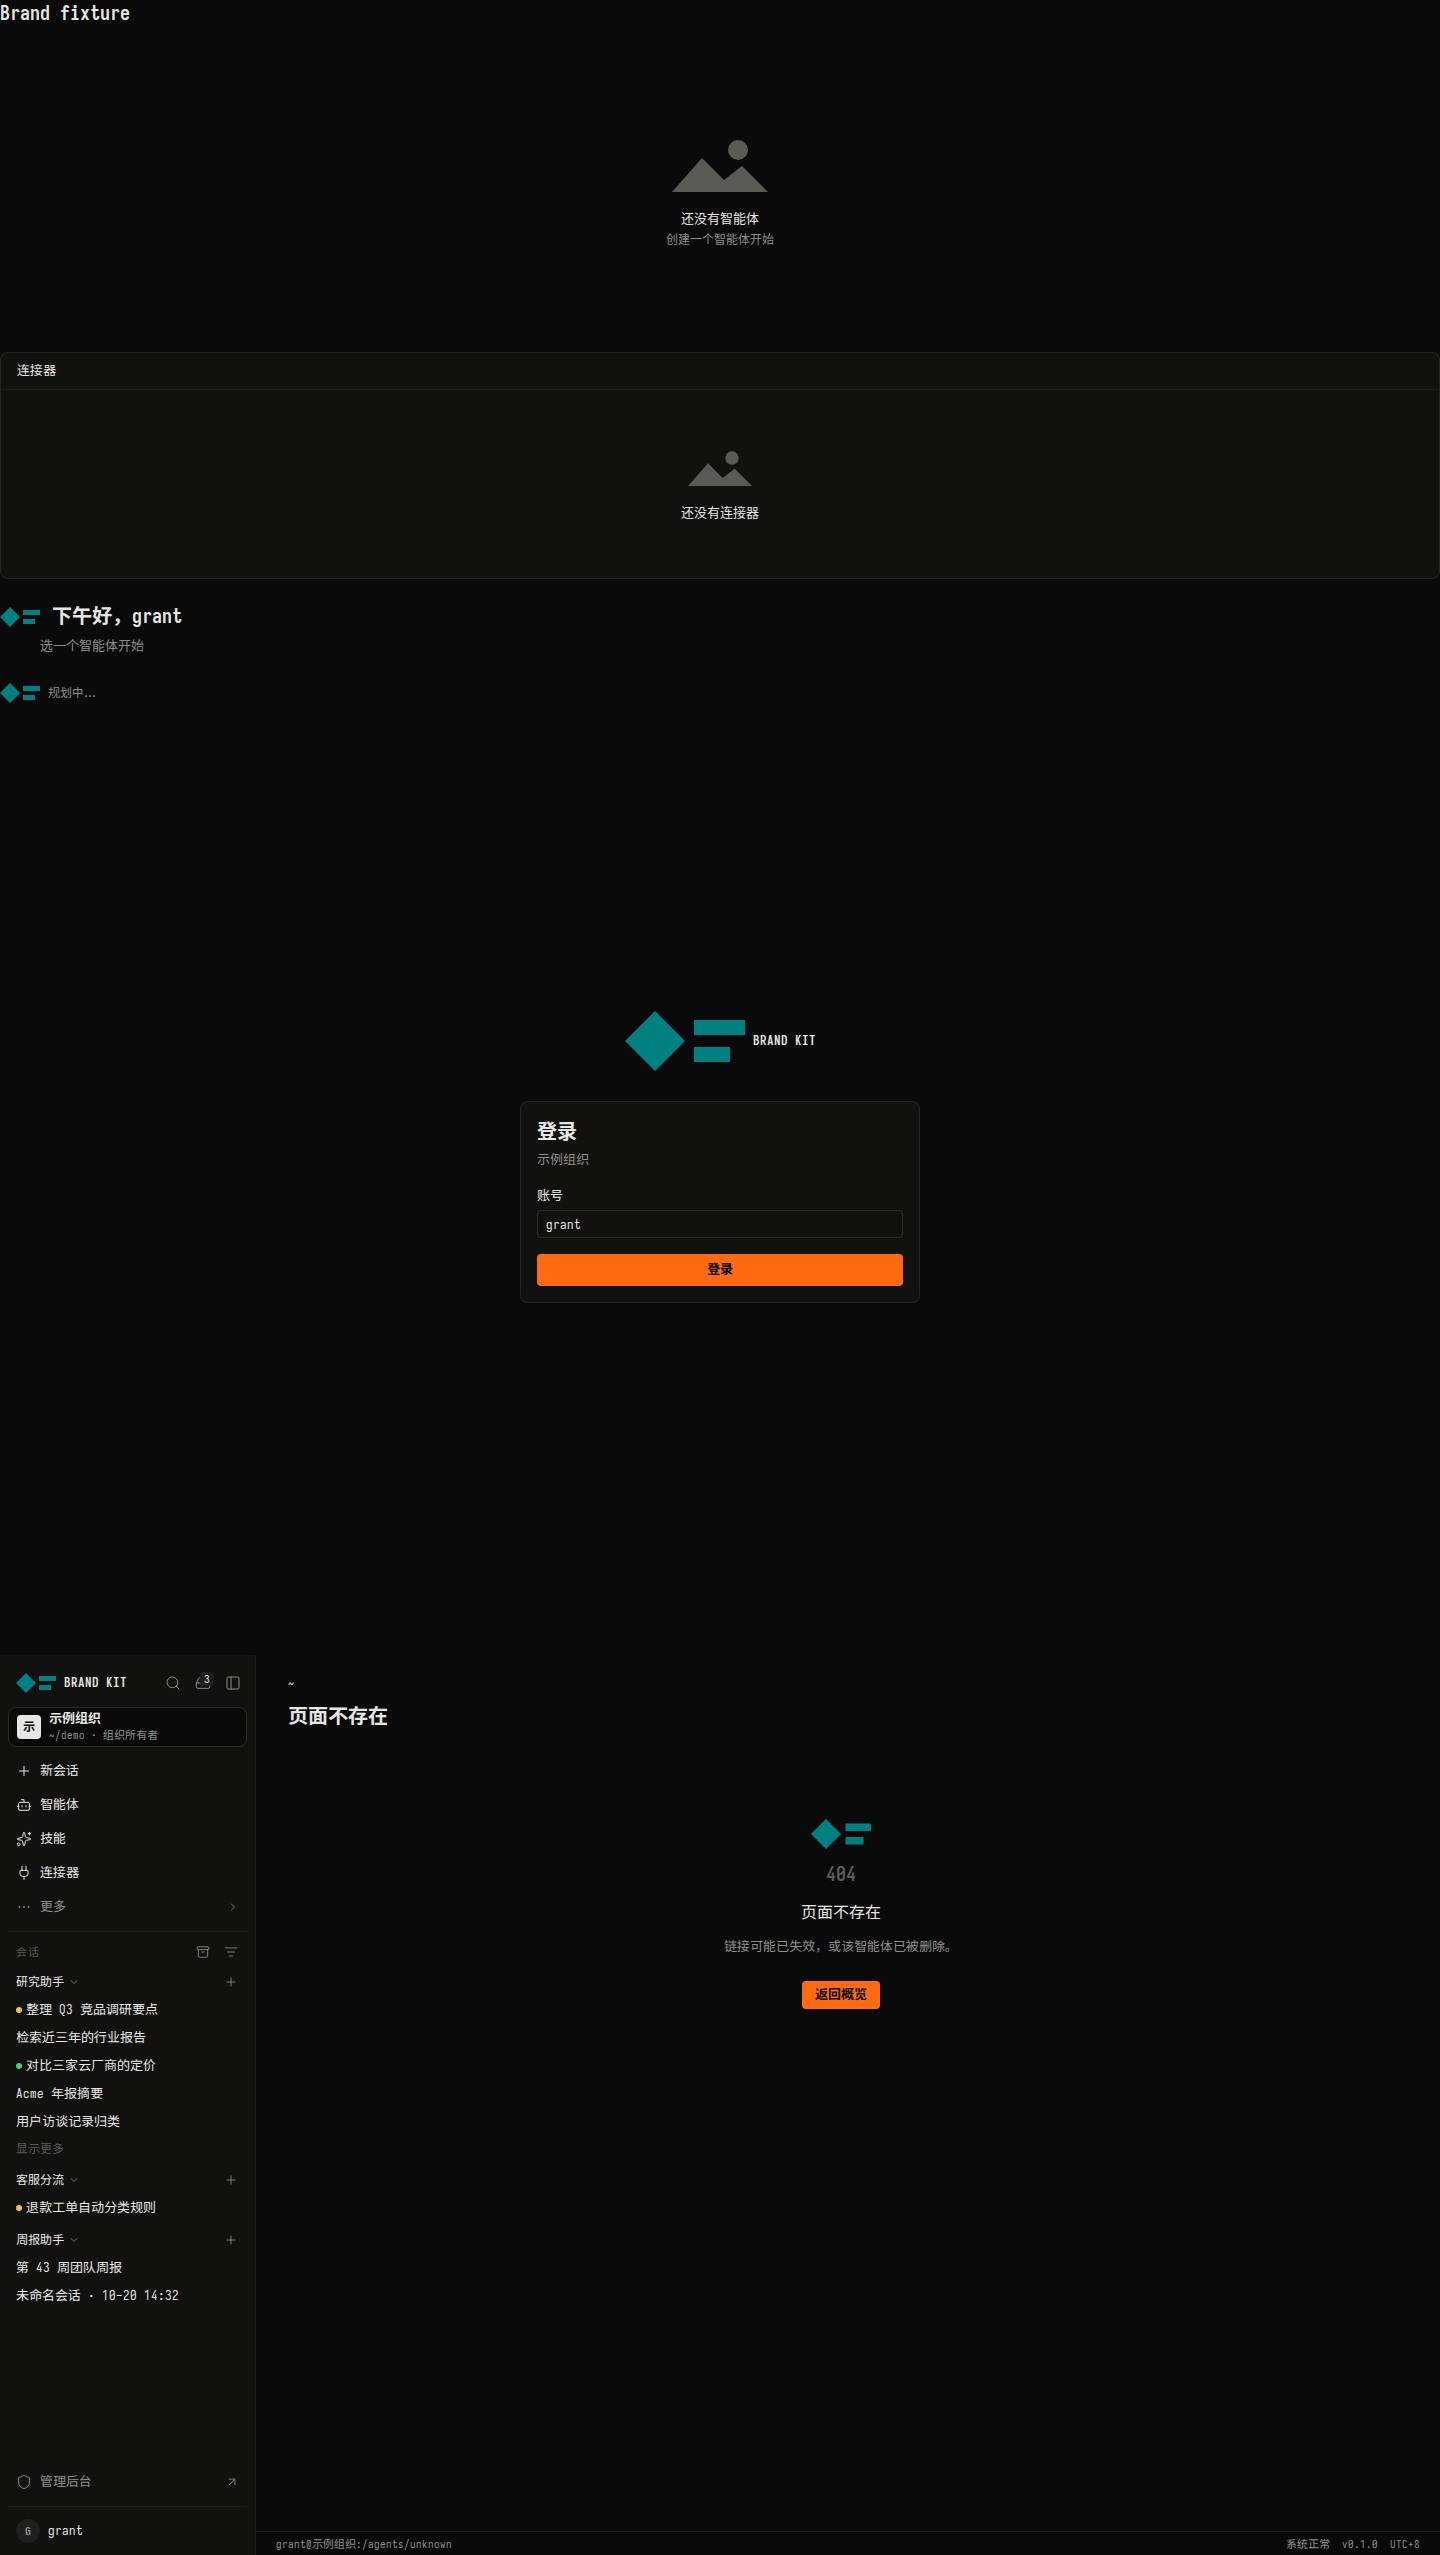 Brand fixture
还没有智能体
创建一个智能体开始
连接器
还没有连接器
下午好，grant
选一个智能体开始
规划中…
BRAND KIT
登录
示例组织
账号
grant
登录
BRAND KIT
3
示
示例组织
~/demo · 组织所有者
新会话
智能体
技能
连接器
更多
会话
研究助手
整理 Q3 竞品调研要点
检索近三年的行业报告
对比三家云厂商的定价
Acme 年报摘要
用户访谈记录归类
显示更多
客服分流
退款工单自动分类规则
周报助手
第 43 周团队周报
未命名会话 · 10-20 14:32
管理后台
G
grant
~
页面不存在
404
页面不存在
链接可能已失效，或该智能体已被删除。
返回概览
grant@示例组织:/agents/unknown
系统正常 v0.1.0 UTC+8